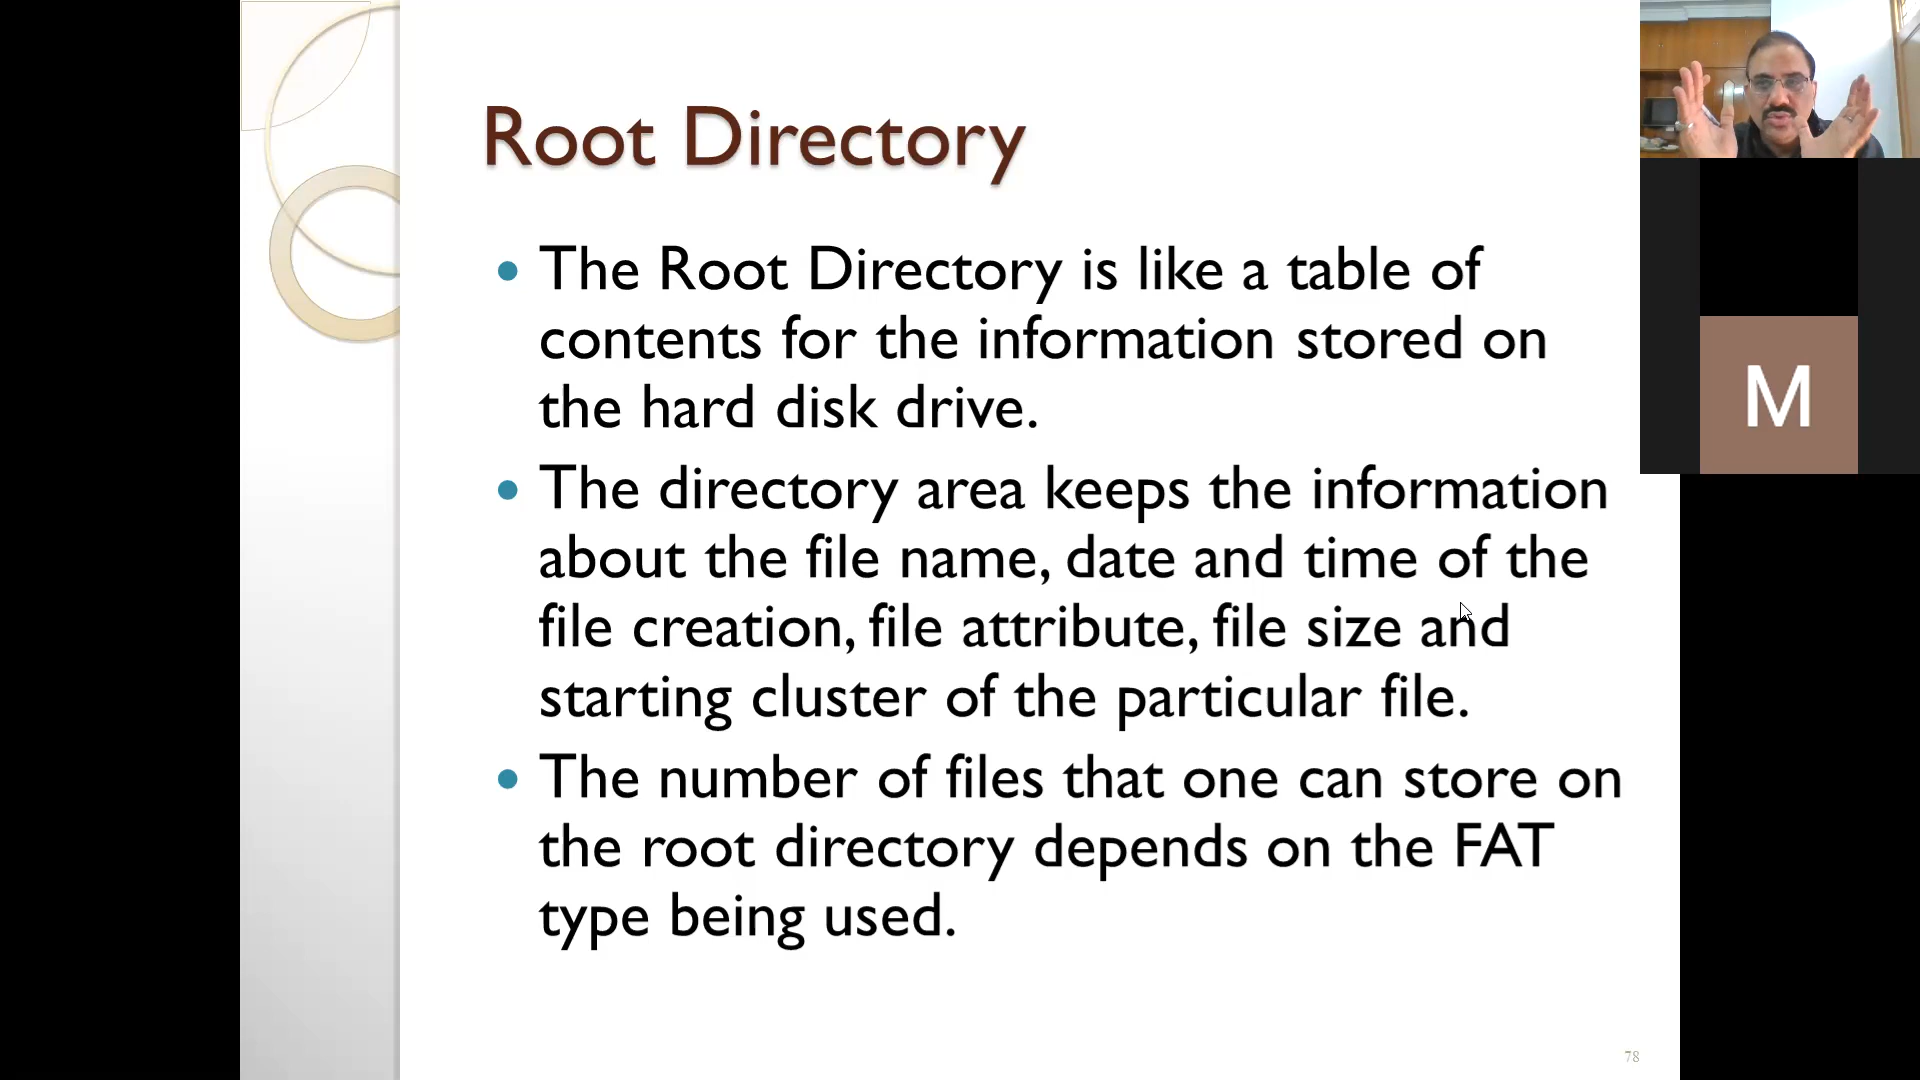 Root Directory
The Root Directory is like a table of
contents for the information stored on
the hard disk drive.
The directory area keeps the information
about the file name, date and time of the
file creation, file attribute, file size and
starting cluster of the particular file.
The number of files that one can store on
the root directory depends on the FAT
type being used.
M
78